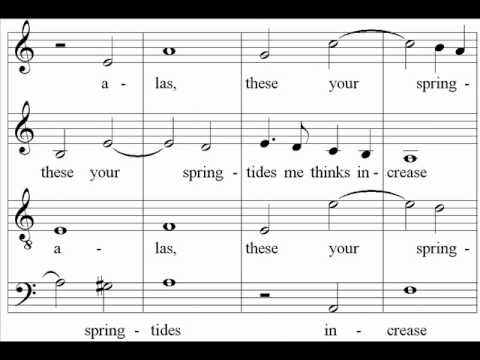 a - las, these your spring-
these your spring- tides me thinks in- crease
a - las, these your spring-
spring- tides in - crease